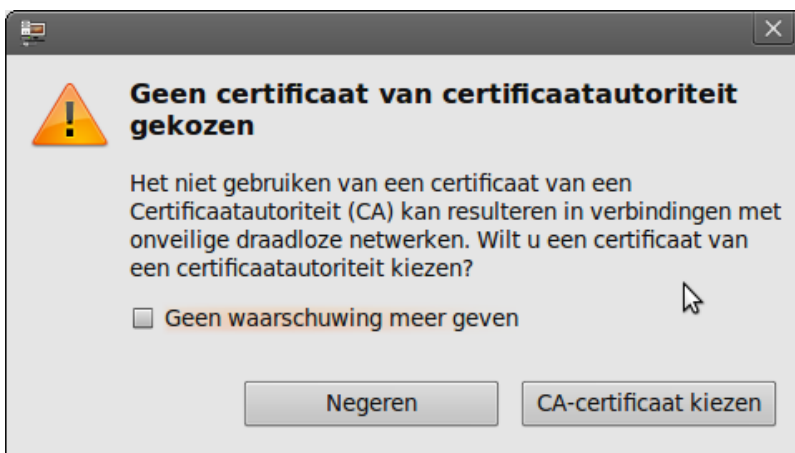 Geen certificaat van certificaatautoriteit
gekozen
Het niet gebruiken van een certificaat van een
Certificaatautoriteit (CA) kan resulteren in verbindingen met
onveilige draadloze netwerken. Wilt u een certificaat van
een certificaatautoriteit kiezen?
Geen waarschuwing meer geven
Negeren
CA-certificaat kiezen